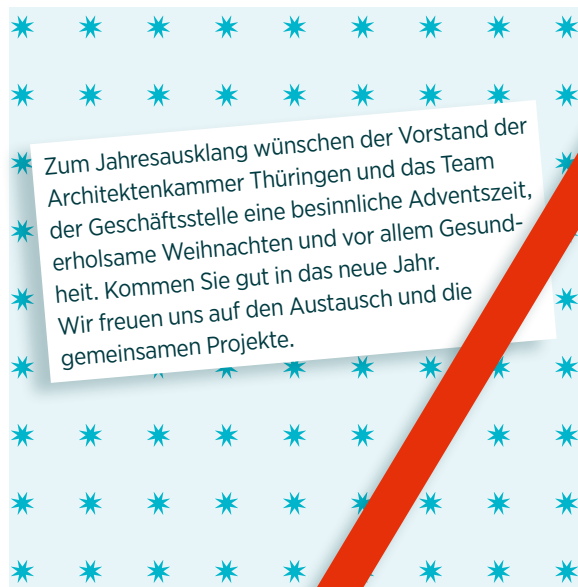 Zum Jahresausklang wünschen der Vorstand der
Architektenkammer Thüringen und das Team
der Geschäftsstelle eine besinnliche Adventszeit,
erholsame Weihnachten und vor allem Gesund-
heit. Kommen Sie gut in das neue Jahr.
Wir freuen uns auf den Austausch und die
gemeinsamen Projekte.